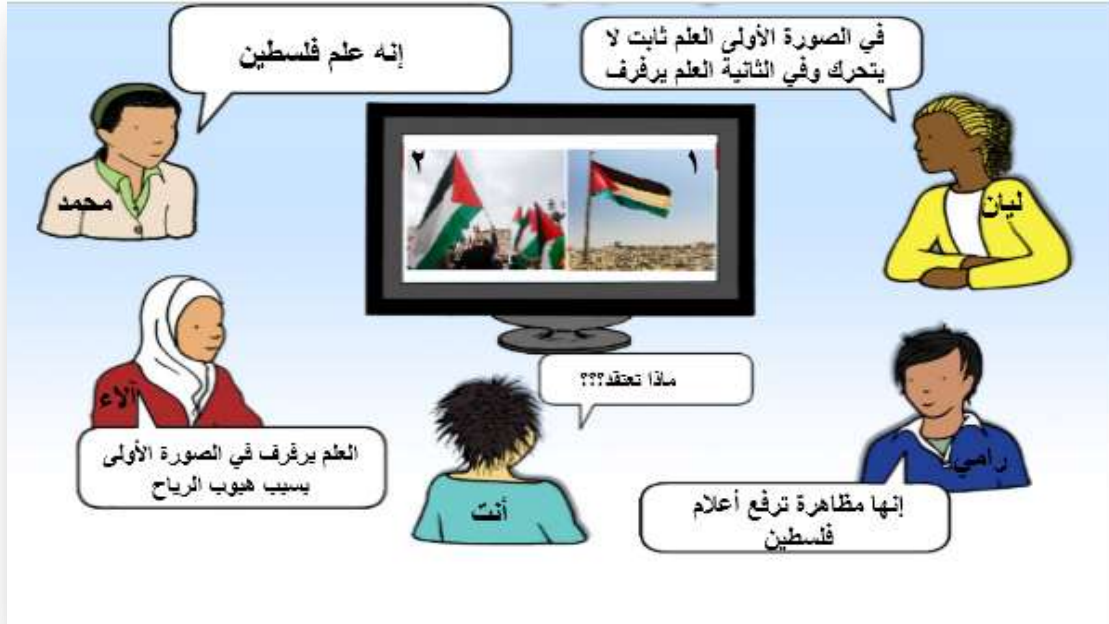 في الصورة الأولى العلم ثابت لا
يتحرك وفي الثانية العلم يرفرف
إنه علم فلسطين
١
٢
ليان
محمد
ماذا تعتقد؟؟؟
آلاء
العلم يرفرف في الصورة الأولى
بسبب هبوب الرياح
رامي
أنت
إنها مظاهرة ترفع أعلام
فلسطين